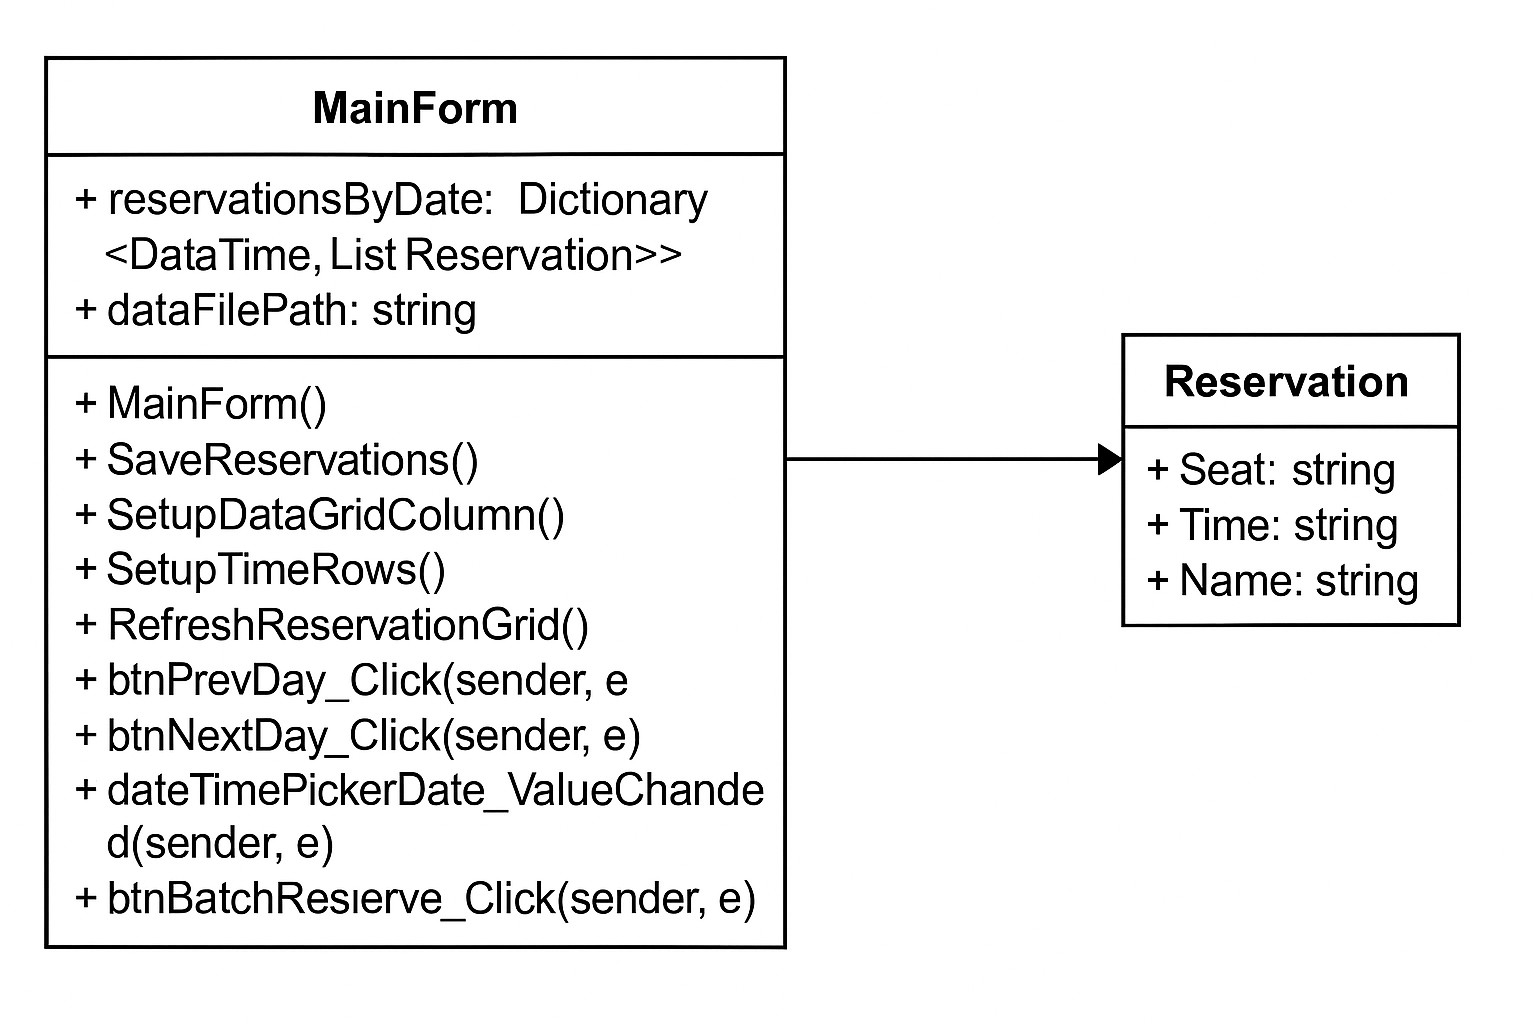 MainForm
+ reservationsByDate: Dictionary
<DataTime, List Reservation>>
+ dataFilePath: string
+ MainForm()
+ SaveReservations()
+ SetupDataGridColumn()
+ SetupTimeRows()
+ RefreshReservationGrid()
+ btnPrevDay_Click(sender, e
+ btnNextDay_Click(sender, e)
+ dateTimePickerDate_ValueChande
d(sender, e)
+ btnBatchResıerve_Click(sender, e)
Reservation
+ Seat: string
+ Time: string
+ Name: string